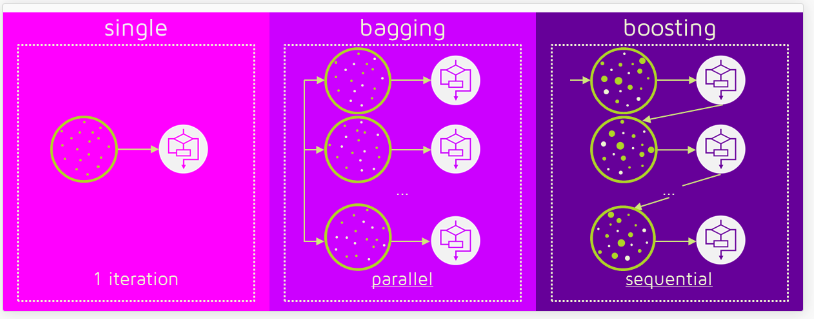 single
bagging
boosting
...
...
1 iteration
parallel
sequential